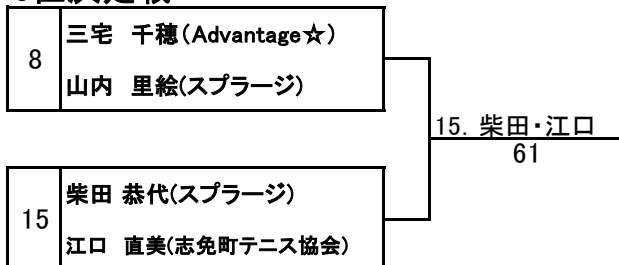 8
三宅　千穂(Advantage☆)
山内　里絵(スプラージ)
15. 柴田・江口
61
15
柴田 恭代(スプラージ)
江口　直美(志免町テニス協会)